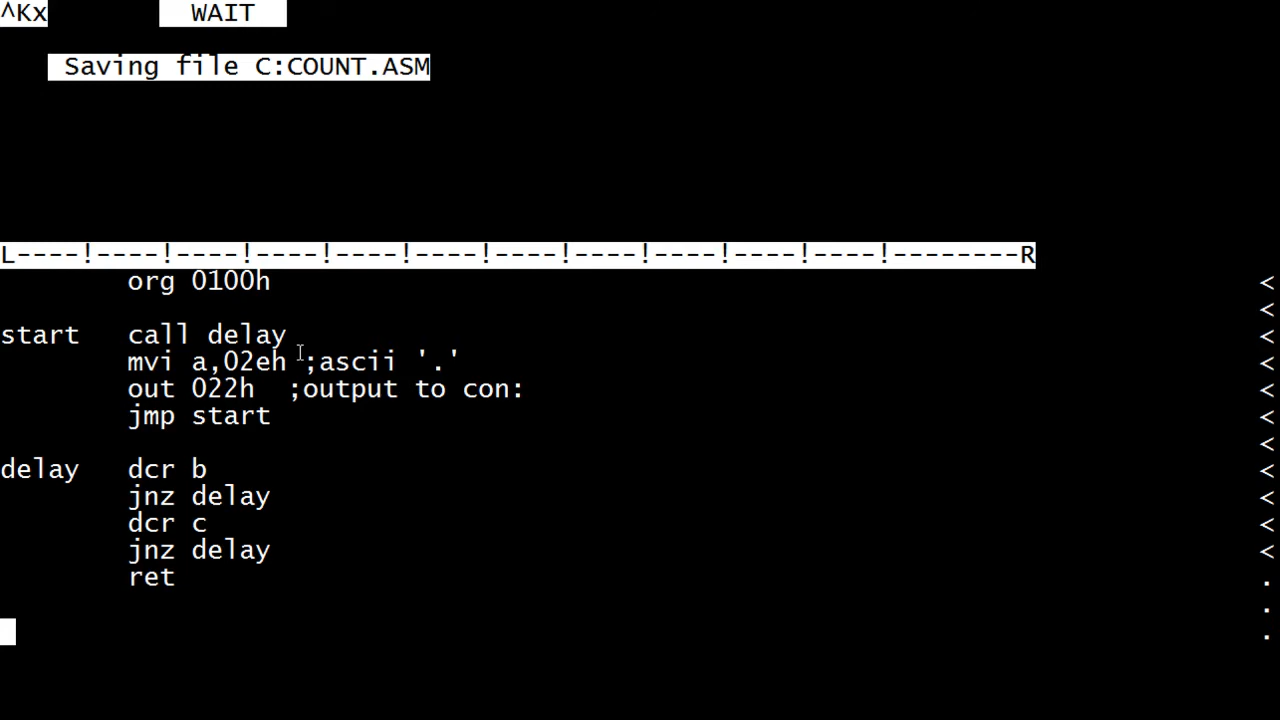 ^Kx WAIT
Saving file C:COUNT.ASM
L----!----!----!----!----!----!----!----!----!----!----!--------R
org 0100h <
<
start call delay <
mvi a,02eh ;ascii '.' <
out 022h ;output to con: <
jmp start <
<
delay dcr b <
jnz delay <
dcr c <
jnz delay <
ret .
.
.